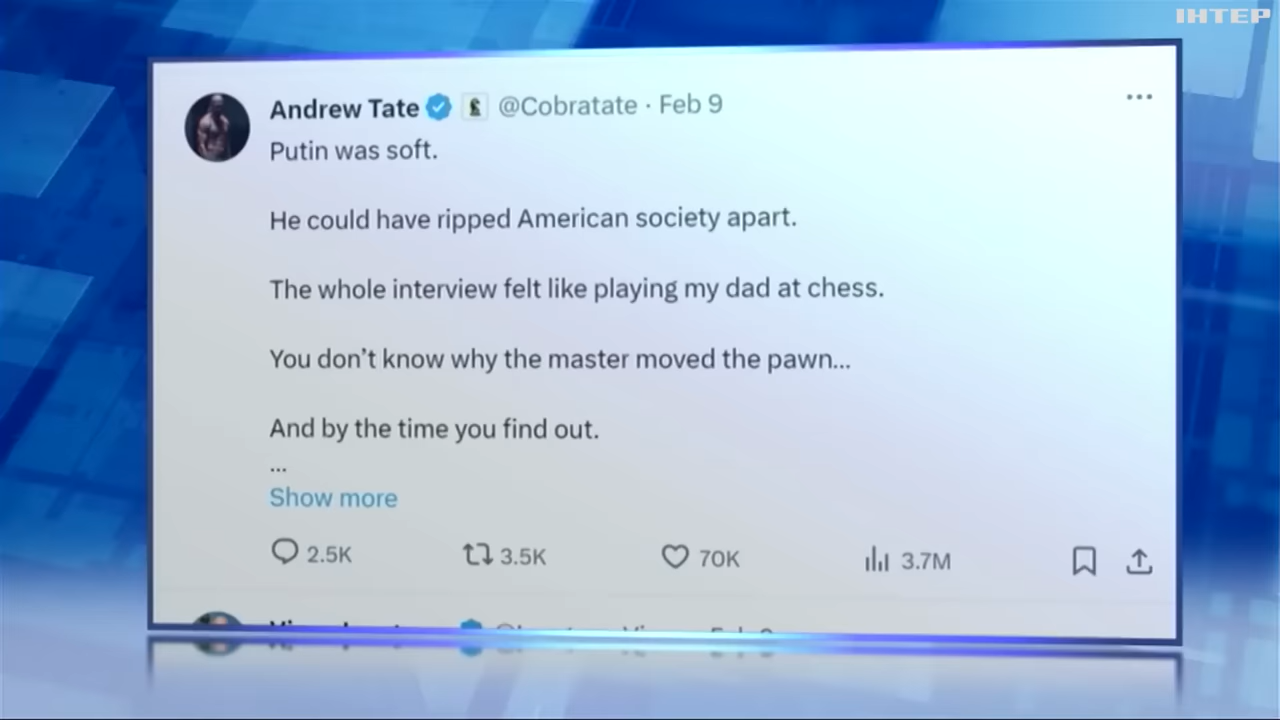 ІНТЕР
Andrew Tate @Cobratate · Feb 9
Putin was soft.
He could have ripped American society apart.
The whole interview felt like playing my dad at chess.
You don't know why the master moved the pawn...
And by the time you find out.
...
Show more
2.5K 3.5K 70K 3.7M